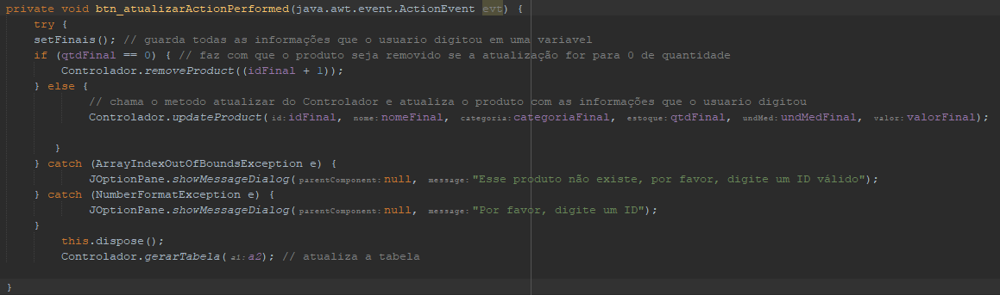 private void btn_atualizarActionPerformed(java.awt.event.ActionEvent evt) {
try {
setFinais(); // guarda todas as informações que o usuario digitou em uma variavel
if (qtdFinal == 0) { // faz com que o produto seja removido se a atualização for para 0 de quantidade
Controlador.removeProduct((idFinal + 1));
} else {
// chama o metodo atualizar do Controlador e atualiza o produto com as informações que o usuario digitou
Controlador.updateProduct( id: idFinal, nome: nomeFinal, categoria: categoriaFinal, estoque: qtdFinal, undMed: undMedFinal, valor: valorFinal);
}
} catch (ArrayIndexOutOfBoundsException e) {
JOptionPane.showMessageDialog( parentComponent: null, message: "Esse produto não existe, por favor, digite um ID válido");
} catch (NumberFormatException e) {
JOptionPane.showMessageDialog( parentComponent: null, message: "Por favor, digite um ID");
}
this.dispose();
Controlador.gerarTabela( a1: a2); // atualiza a tabela
}